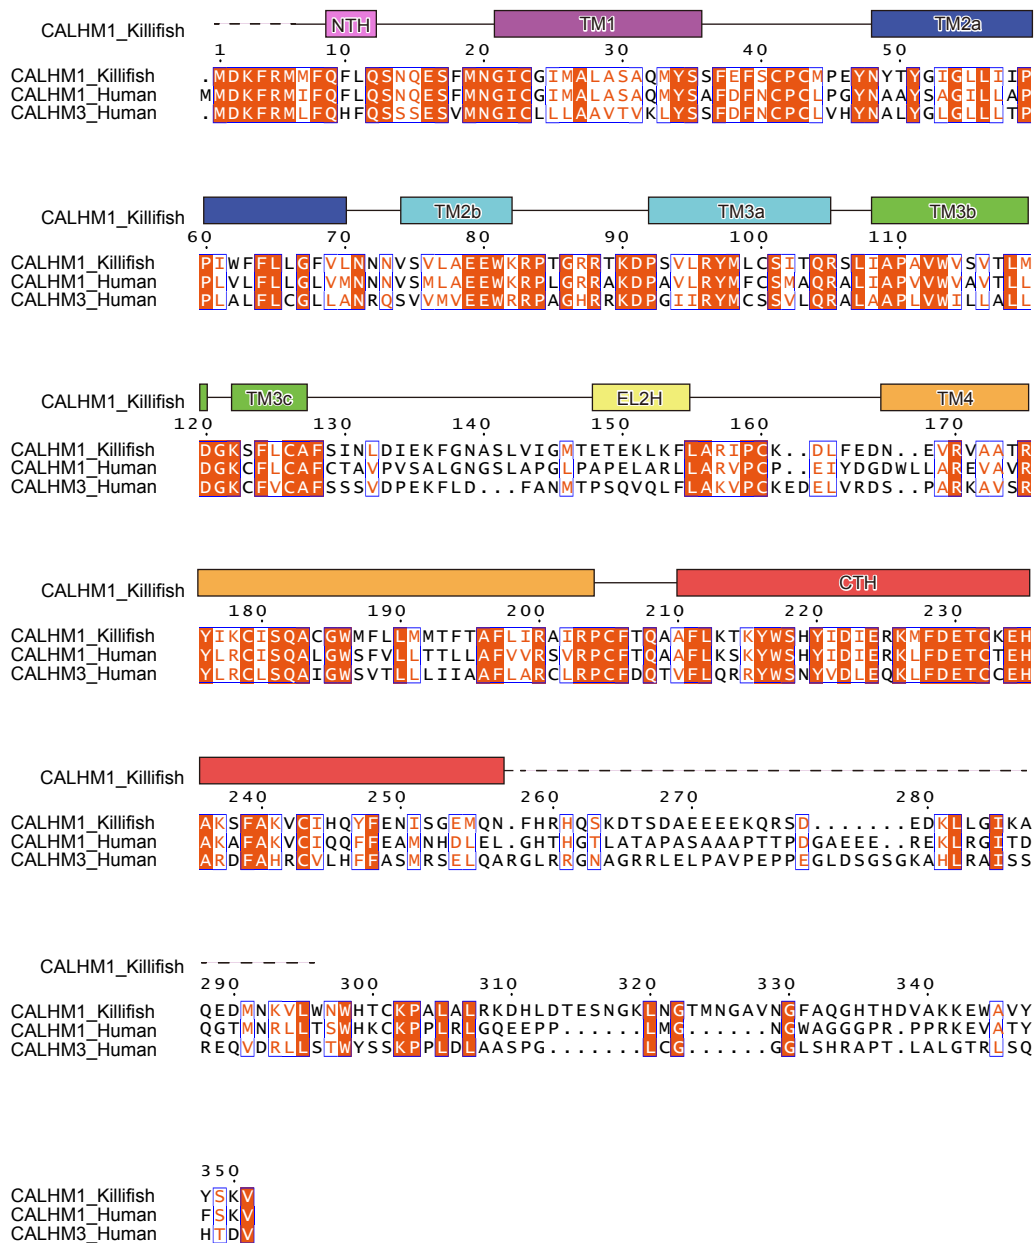 CALHM1_Killifish NTH TM1 TM2a
1 10 20 30 40 50
CALHM1_Killifish .MDKFRMMFQFLQSNQESFMNGICGIMALASAQMYSSFEFSCPCMPEYNYTYGIGLLIIP
CALHM1_Human MMDKFRMIFQFLQSNQESFMNGICGIMALASAQMYSAFDFNCPCLPGYNAAYSAGILLAP
CALHM3_Human .MDKFRMLFQHFQSSSESVMNGICLLLAAVTVKLYSSFDFNCPCLVHYNALYGLGLLLTP
CALHM1_Killifish TM2b TM3a TM3b
60 70 80 90 100 110
CALHM1_Killifish PIWFFLLGFVLNNNVSVLAEEWKRPTGRRTKDPSVLRYMLCSITQRSLIAPAVWVSVTLM
CALHM1_Human PLVLFLLGLVMNNNVSMLAEEWKRPLGRRAKDPAVLRYMFCSMAQRALIAPVVWVAVTLL
CALHM3_Human PLALFLCGLLANRQSVVMVEEWRRPAGHRRKDPGIIRYMCSSVLQRALAAPLVWILLALL
CALHM1_Killifish TM3c EL2H TM4
120 130 140 150 160 170
CALHM1_Killifish DGKSFLCAFSINLDIEKFGNASLVIGMTETEKLKFLARIPCK..DLFEDN..EVRVAATR
CALHM1_Human DGKCFLCAFCTAVPVSALGNGSLAPGLPAPELARLLARVPCP..EIYDGDWLLAREVAVR
CALHM3_Human DGKCFVCAFSSSVDPEKFLD...FANMTPSQVQLFLAKVPCKEDELVRDS..PARKAVSR
CALHM1_Killifish CTH
180 190 200 210 220 230
CALHM1_Killifish YIKCISQACGWMFLLMMTFTAFLIRAIRPCFTQAAFLKTKYWSHYIDIERKMFDETCKEH
CALHM1_Human YLRCISQALGWSFVLLTTLLAFVVRSVRPCFTQAAFLKSKYWSHYIDIERKLFDETCTEH
CALHM3_Human YLRCLSQAIGWSVTLLLIIAAFLARCLRPCFDQTVFLQRRYWSNYVDLEQKLFDETCCEH
CALHM1_Killifish
240 250 260 270 280
CALHM1_Killifish AKSFAKVCIHQYFENISGEMQN.FHRHQSKDTSDAEEEEKQRSD.......EDKLLGIKA
CALHM1_Human AKAFAKVCIQQFFEAMNHDLEL.GHTHGTLATAPASAAAPTTPDGAEEE..REKLRGITD
CALHM3_Human ARDFAHRCVLHFFASMRSELQARGLRRGNAGRRLELPAVPEPPEGLDSGSGKAHLRAISS
CALHM1_Killifish
290 300 310 320 330 340
CALHM1_Killifish QEDMNKVLWNWHTCKPALALRKDHLDTESNGKLNGTMNGAVNGFAQGHTHDVAKKEWAVY
CALHM1_Human QGTMNRLLTSWHKCKPPLRLGQEEPP......LMG......NGWAGGGPR.PPRKEVATY
CALHM3_Human REQVDRLLSTWYSSKPPLDLAASPG.......LCG......GGLSHRAPT.LALGTRLSQ
350
CALHM1_Killifish YSKV
CALHM1_Human FSKV
CALHM3_Human HTDV